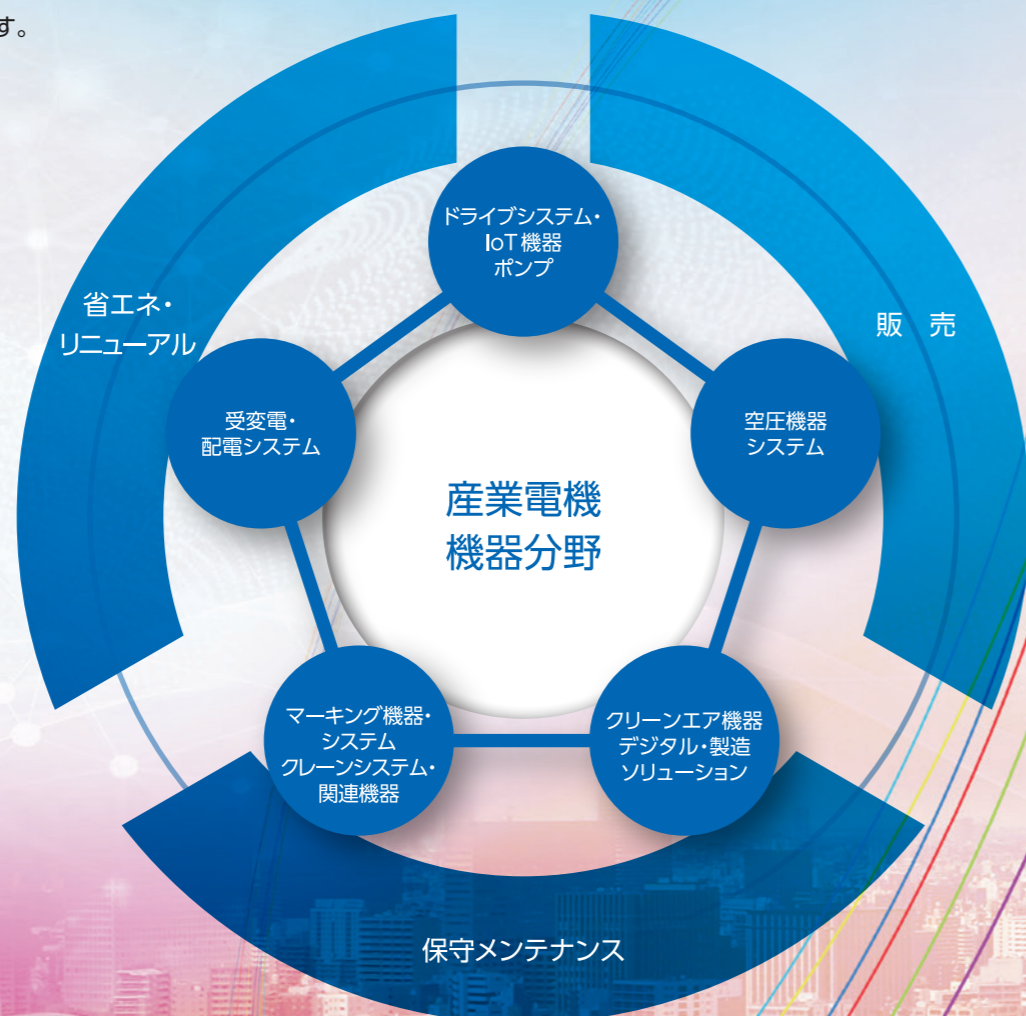 す。
ドライブシステム・
IoT機器
ポンプ
省エネ・
リニューアル
販 売
受変電・
配電システム
空圧機器
システム
産業電機
機器分野
マーキング機器・
システム
クレーンシステム・
関連機器
クリーンエア機器
デジタル・製造
ソリューション
保守メンテナンス